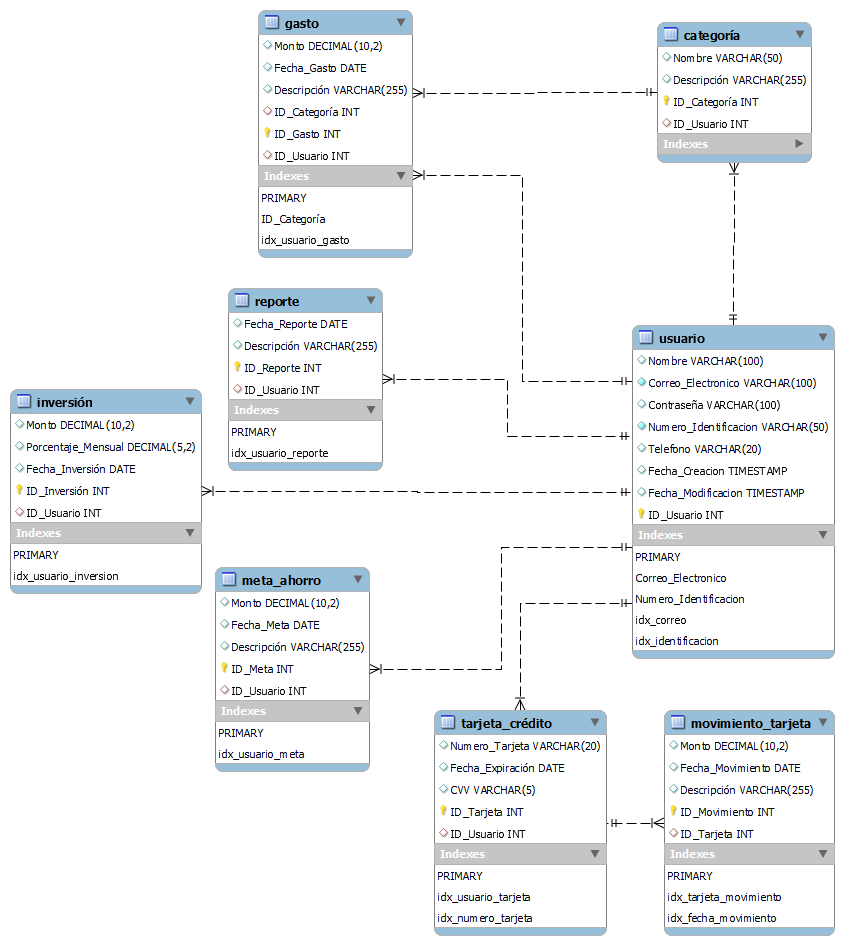 gasto
Monto DECIMAL(10,2)
Fecha_Gasto DATE
Descripción VARCHAR(255)
ID_Categoría INT
ID_Gasto INT
ID_Usuario INT
Indexes
PRIMARY
ID_Categoría
idx_usuario_gasto
categoría
Nombre VARCHAR(50)
Descripción VARCHAR(255)
ID_Categoría INT
ID_Usuario INT
Indexes
reporte
Fecha_Reporte DATE
Descripción VARCHAR(255)
ID_Reporte INT
ID_Usuario INT
Indexes
PRIMARY
idx_usuario_reporte
usuario
Nombre VARCHAR(100)
Correo_Electronico VARCHAR(100)
Contraseña VARCHAR(100)
Numero_Identificacion VARCHAR(50)
Telefono VARCHAR(20)
Fecha_Creacion TIMESTAMP
Fecha_Modificacion TIMESTAMP
ID_Usuario INT
Indexes
PRIMARY
Correo_Electronico
Numero_Identificacion
idx_correo
idx_identificacion
inversión
Monto DECIMAL(10,2)
Porcentaje_Mensual DECIMAL(5,2)
Fecha_Inversión DATE
ID_Inversión INT
ID_Usuario INT
Indexes
PRIMARY
idx_usuario_inversion
meta_ahorro
Monto DECIMAL(10,2)
Fecha_Meta DATE
Descripción VARCHAR(255)
ID_Meta INT
ID_Usuario INT
Indexes
PRIMARY
idx_usuario_meta
tarjeta_crédito
Numero_Tarjeta VARCHAR(20)
Fecha_Expiración DATE
CVV VARCHAR(5)
ID_Tarjeta INT
ID_Usuario INT
Indexes
PRIMARY
idx_usuario_tarjeta
idx_numero_tarjeta
movimiento_tarjeta
Monto DECIMAL(10,2)
Fecha_Movimiento DATE
Descripción VARCHAR(255)
ID_Movimiento INT
ID_Tarjeta INT
Indexes
PRIMARY
idx_tarjeta_movimiento
idx_fecha_movimiento